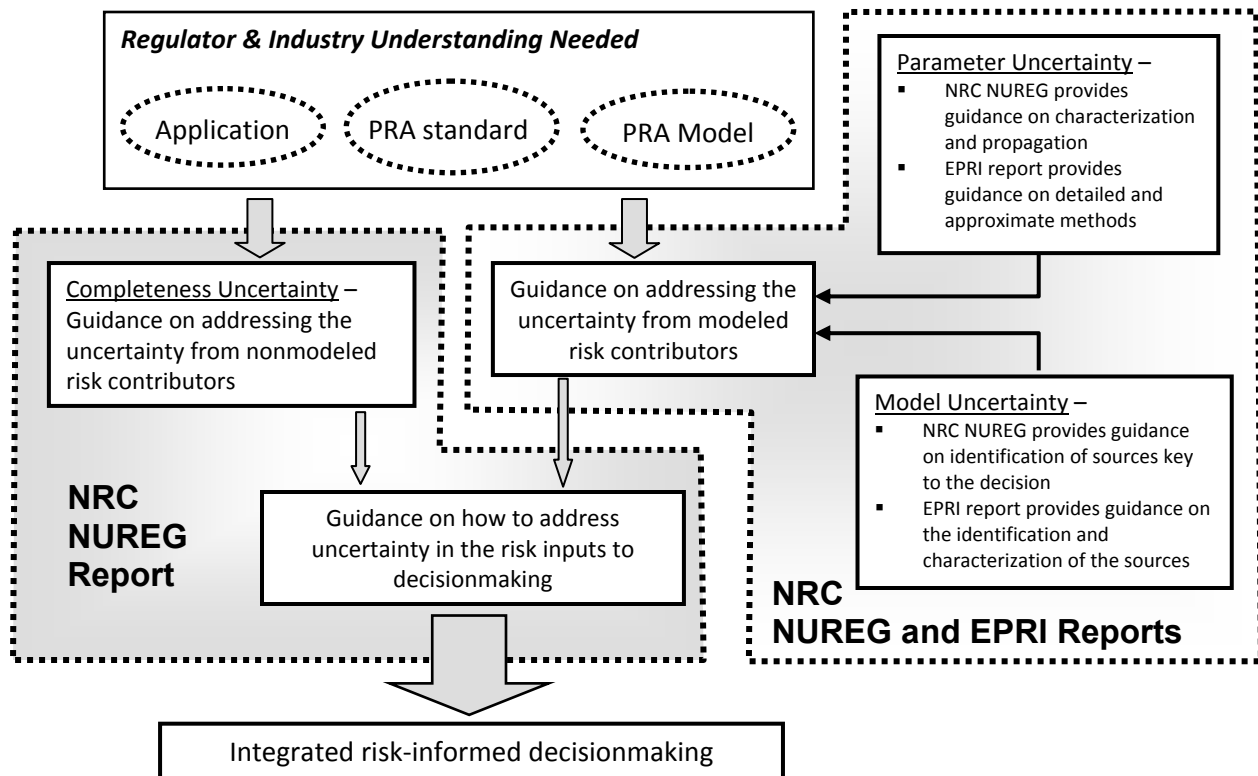 Regulator & Industry Understanding Needed
Application
PRA standard
PRA Model
Parameter Uncertainty –
▪ NRC NUREG provides
guidance on characterization
and propagation
▪ EPRI report provides
guidance on detailed and
approximate methods
Completeness Uncertainty –
Guidance on addressing the
uncertainty from nonmodeled
risk contributors
Guidance on addressing the
uncertainty from modeled
risk contributors
Model Uncertainty –
▪ NRC NUREG provides guidance
on identification of sources key
to the decision
▪ EPRI report provides guidance on
the identification and
characterization of the sources
NRC
NUREG
Report
Guidance on how to address
uncertainty in the risk inputs to
decisionmaking
NRC
NUREG and EPRI Reports
Integrated risk-informed decisionmaking